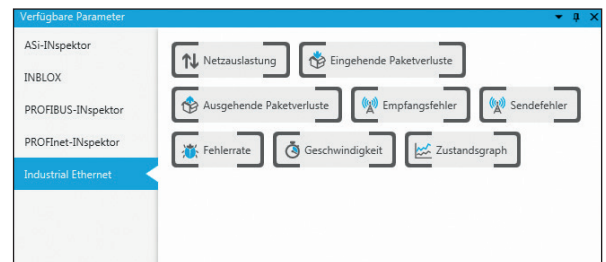 Verfügbare Parameter
ASi-INspektor
INBLOX
PROFIBUS-INspektor
PROFInet-INspektor
Industrial Ethernet
Netzauslastung Eingehende Paketverluste
Ausgehende Paketverluste Empfangsfehler Sendefehler
Fehlerrate Geschwindigkeit Zustandsgraph